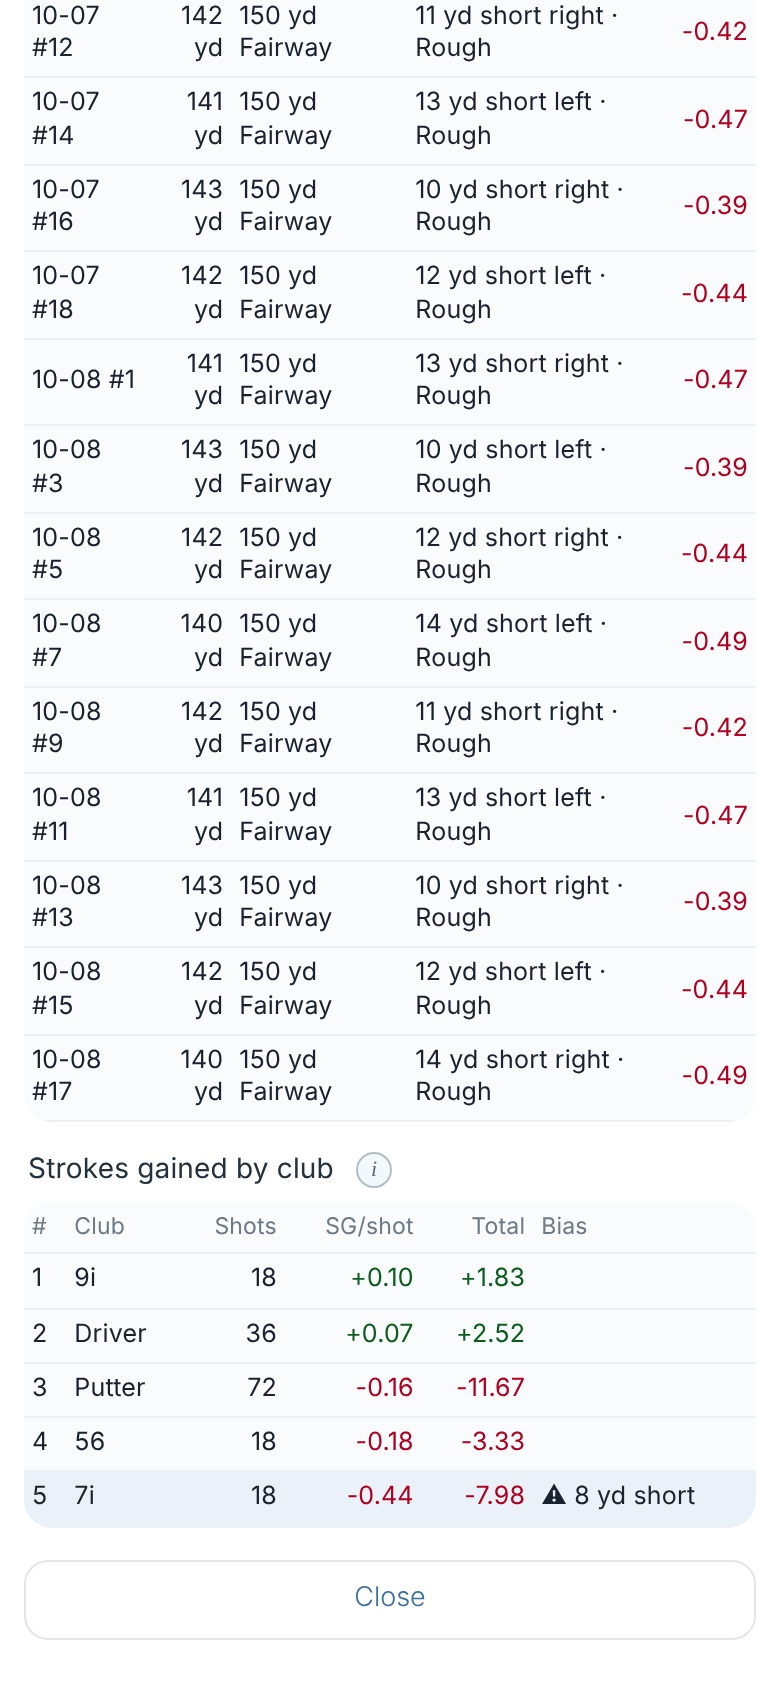 10-07 142 150 yd 11 yd short right ·
#12 yd Fairway Rough -0.42
10-07 141 150 yd 13 yd short left ·
#14 yd Fairway Rough -0.47
10-07 143 150 yd 10 yd short right ·
#16 yd Fairway Rough -0.39
10-07 142 150 yd 12 yd short left ·
#18 yd Fairway Rough -0.44
10-08 #1 141 150 yd 13 yd short right ·
yd Fairway Rough -0.47
10-08 143 150 yd 10 yd short left ·
#3 yd Fairway Rough -0.39
10-08 142 150 yd 12 yd short right ·
#5 yd Fairway Rough -0.44
10-08 140 150 yd 14 yd short left ·
#7 yd Fairway Rough -0.49
10-08 142 150 yd 11 yd short right ·
#9 yd Fairway Rough -0.42
10-08 141 150 yd 13 yd short left ·
#11 yd Fairway Rough -0.47
10-08 143 150 yd 10 yd short right ·
#13 yd Fairway Rough -0.39
10-08 142 150 yd 12 yd short left ·
#15 yd Fairway Rough -0.44
10-08 140 150 yd 14 yd short right ·
#17 yd Fairway Rough -0.49
Strokes gained by club i
# Club Shots SG/shot Total Bias
1 9i 18 +0.10 +1.83
2 Driver 36 +0.07 +2.52
3 Putter 72 -0.16 -11.67
4 56 18 -0.18 -3.33
5 7i 18 -0.44 -7.98 ⚠ 8 yd short
Close